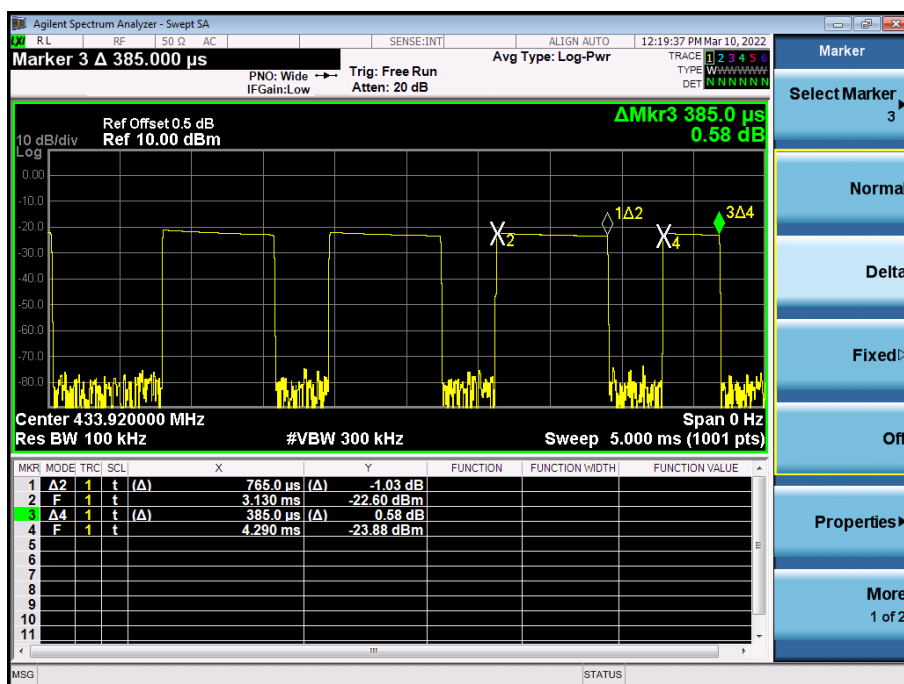 Agilent Spectrum Analyzer - Swept SA
LXI RL RF 50 Ω AC SENSE:INT ALIGN AUTO 12:19:37 PM Mar 10, 2022
Marker 3 Δ 385.000 µs
PNO: Wide
IFGain:Low
Trig: Free Run
Atten: 20 dB
Avg Type: Log-Pwr
TRACE 1 2 3 4 5 6
TYPE WWWWWW
DET N N N N N N
ΔMkr3 385.0 µs
0.58 dB
Ref Offset 0.5 dB
10 dB/div Ref 10.00 dBm
Log
0.00
-10.0
-20.0
-30.0
-40.0
-50.0
-60.0
-70.0
-80.0
2
1Δ2
4
3Δ4
Center 433.920000 MHz Span 0 Hz
Res BW 100 kHz #VBW 300 kHz Sweep 5.000 ms (1001 pts)
MKR MODE TRC SCL X Y FUNCTION FUNCTION WIDTH FUNCTION VALUE
1 Δ2 1 t (Δ) 765.0 µs (Δ) -1.03 dB
2 F 1 t 3.130 ms -22.60 dBm
3 Δ4 1 t (Δ) 385.0 µs (Δ) 0.58 dB
4 F 1 t 4.290 ms -23.88 dBm
5
6
7
8
9
10
11
MSG STATUS
Marker
Select Marker
3
Normal
Delta
Fixed
Off
Properties
More
1 of 2